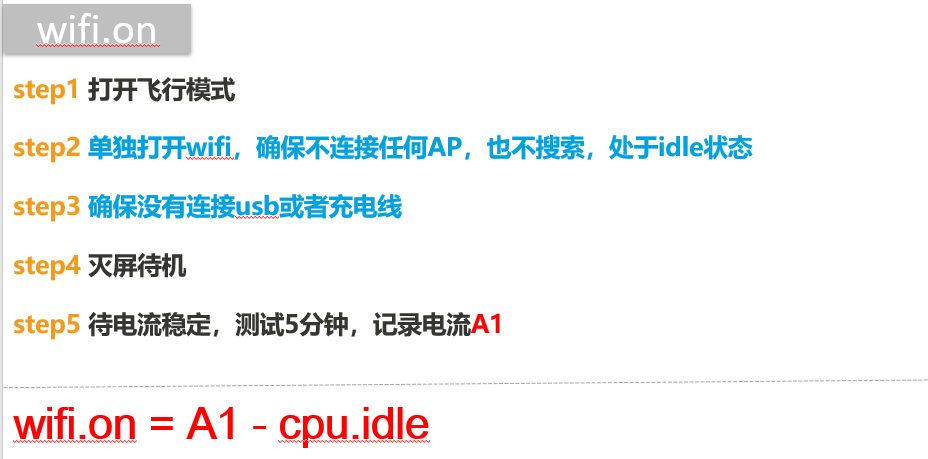 wifi.on
step1 打开飞行模式
step2 单独打开wifi，确保不连接任何AP，也不搜索，处于idle状态
step3 确保没有连接usb或者充电线
step4 灭屏待机
step5 待电流稳定，测试5分钟，记录电流A1
wifi.on = A1 - cpu.idle